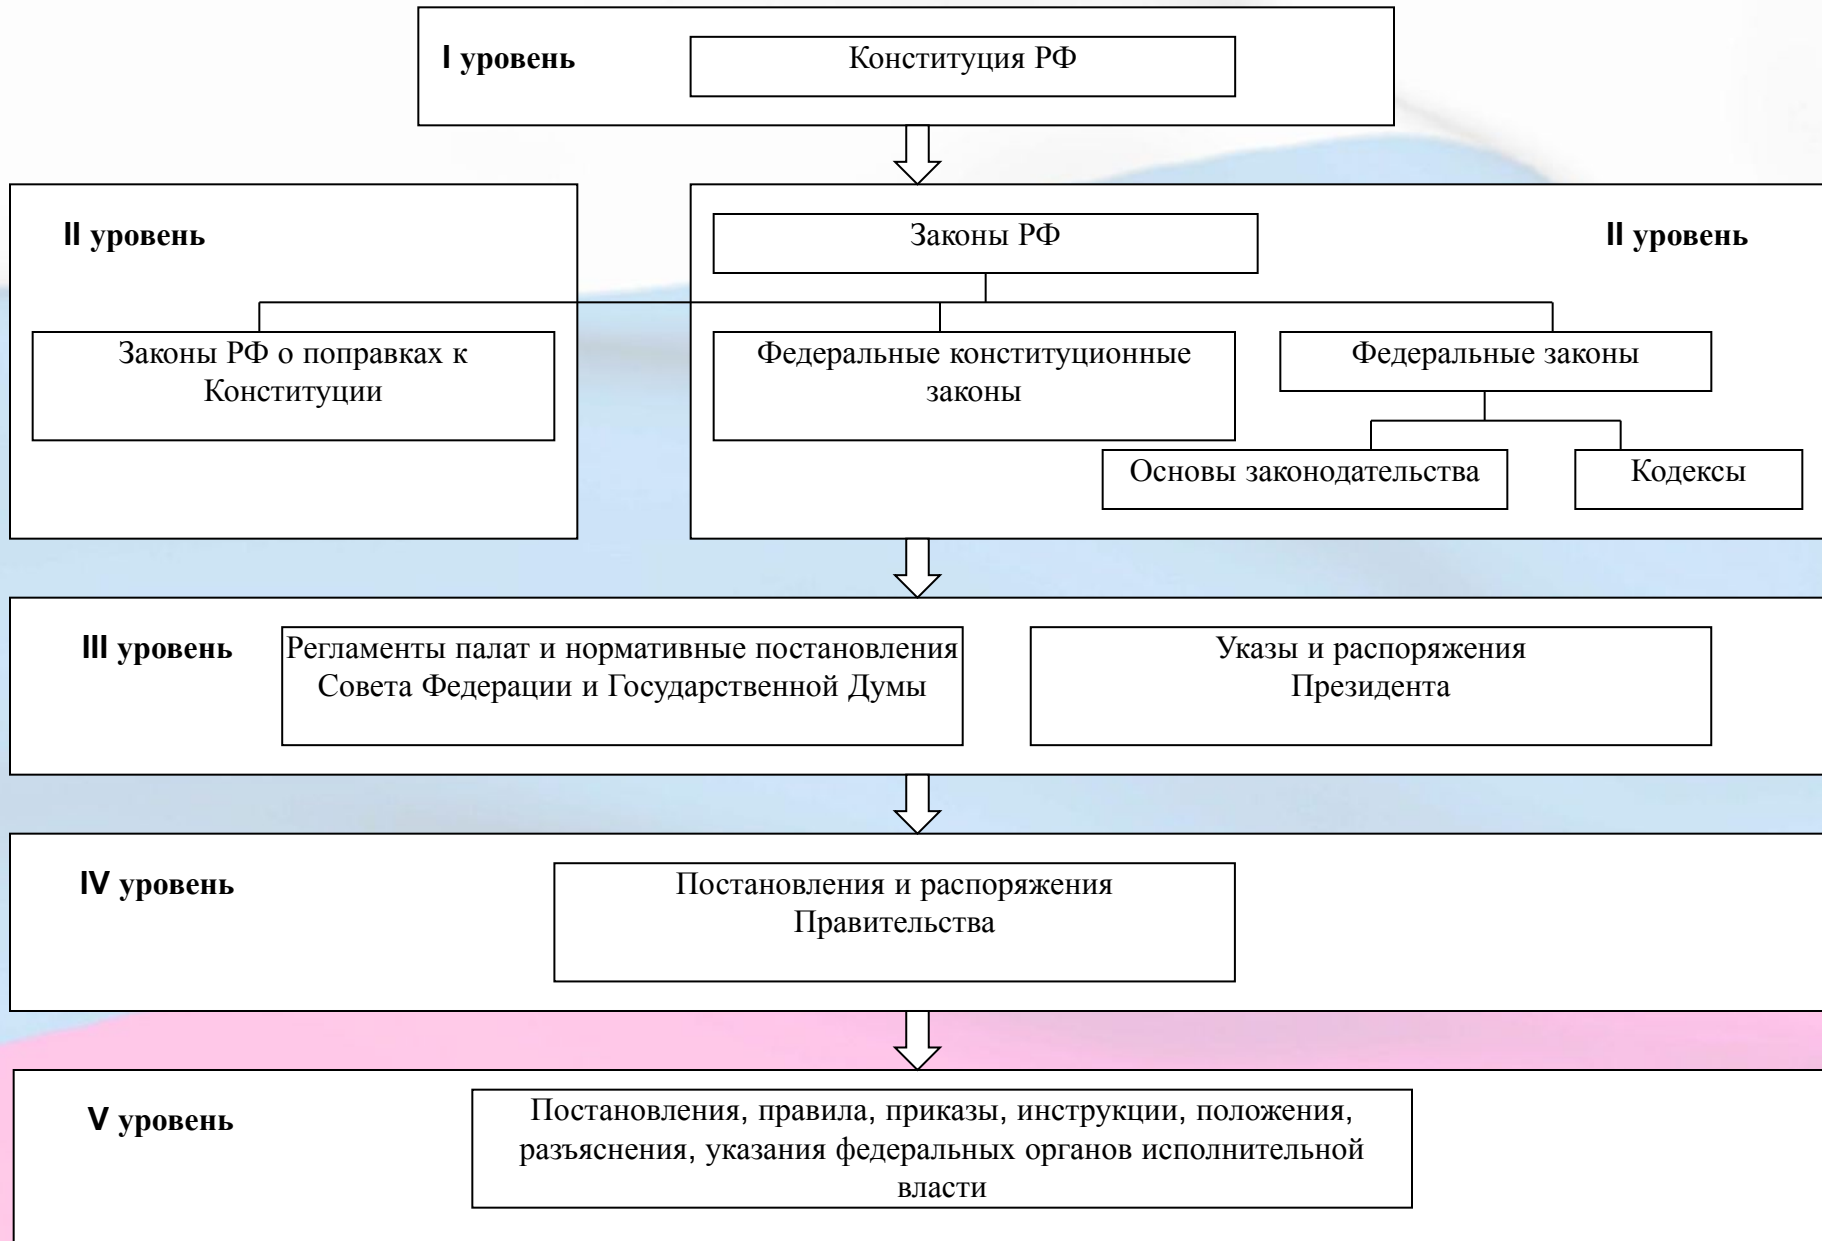 I уровень
Конституция РФ
II уровень
Законы РФ
II уровень
Законы РФ о поправках к
Конституции
Федеральные конституционные
законы
Федеральные законы
Основы законодательства
Кодексы
III уровень
Регламенты палат и нормативные постановления
Совета Федерации и Государственной Думы
Указы и распоряжения
Президента
IV уровень
Постановления и распоряжения
Правительства
V уровень
Постановления, правила, приказы, инструкции, положения,
разъяснения, указания федеральных органов исполнительной
власти